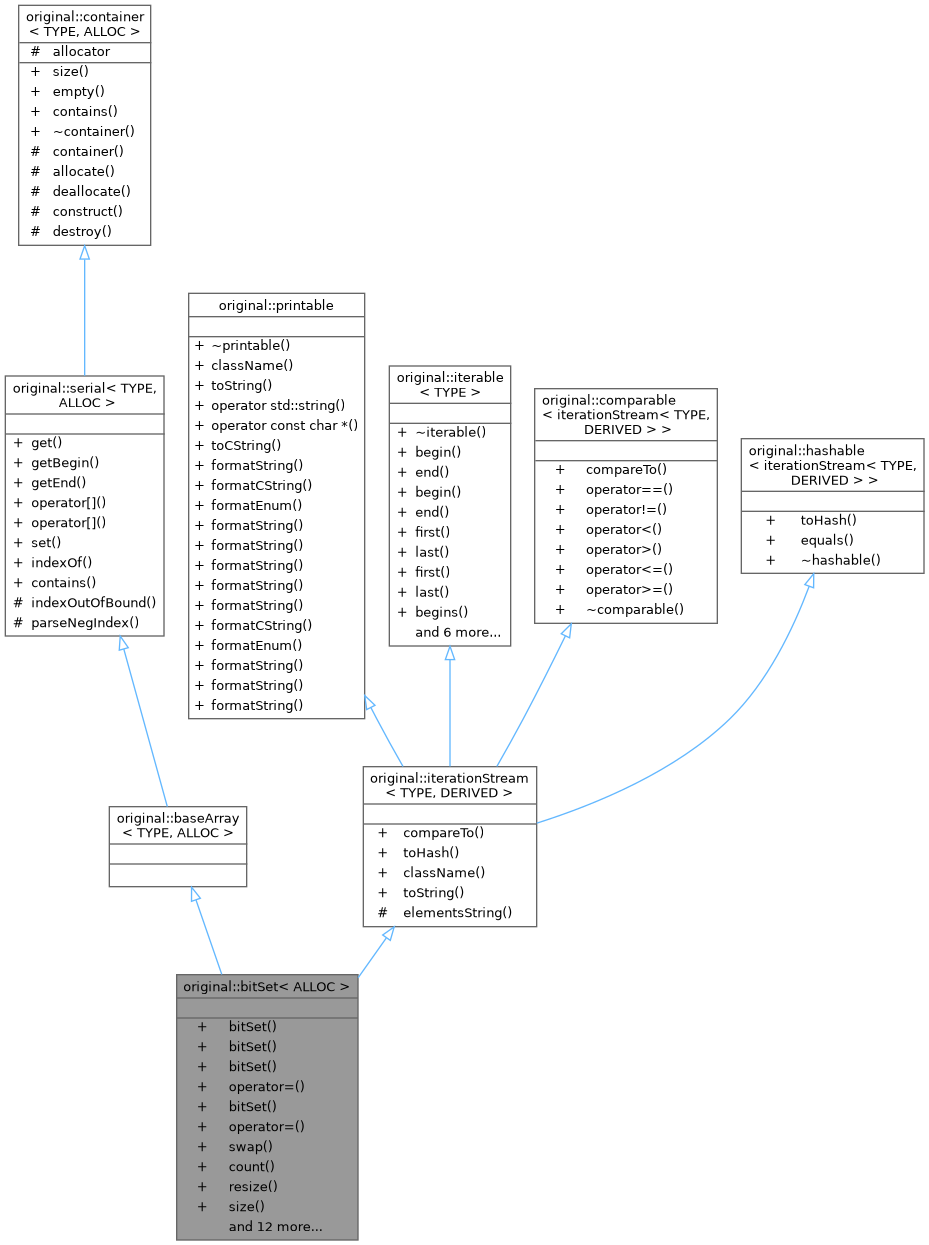 original::container
< TYPE, ALLOC >
# allocator
+ size()
+ empty()
+ contains()
+ ~container()
# container()
# allocate()
# deallocate()
# construct()
# destroy()
original::serial< TYPE,
ALLOC >
+ get()
+ getBegin()
+ getEnd()
+ operator[]()
+ operator[]()
+ set()
+ indexOf()
+ contains()
# indexOutOfBound()
# parseNegIndex()
original::printable
+ ~printable()
+ className()
+ toString()
+ operator std::string()
+ operator const char *()
+ toCString()
+ formatString()
+ formatCString()
+ formatEnum()
+ formatString()
+ formatString()
+ formatString()
+ formatString()
+ formatString()
+ formatCString()
+ formatEnum()
+ formatString()
+ formatString()
+ formatString()
original::iterable
< TYPE >
+ ~iterable()
+ begin()
+ end()
+ begin()
+ end()
+ first()
+ last()
+ first()
+ last()
+ begins()
and 6 more...
original::comparable
< iterationStream< TYPE,
DERIVED > >
+ compareTo()
+ operator==()
+ operator!=()
+ operator<()
+ operator>()
+ operator<=()
+ operator>=()
+ ~comparable()
original::hashable
< iterationStream< TYPE,
DERIVED > >
+ toHash()
+ equals()
+ ~hashable()
original::baseArray
< TYPE, ALLOC >
original::iterationStream
< TYPE, DERIVED >
+ compareTo()
+ toHash()
+ className()
+ toString()
# elementsString()
original::bitSet< ALLOC >
+ bitSet()
+ bitSet()
+ bitSet()
+ operator=()
+ bitSet()
+ operator=()
+ swap()
+ count()
+ resize()
+ size()
and 12 more...